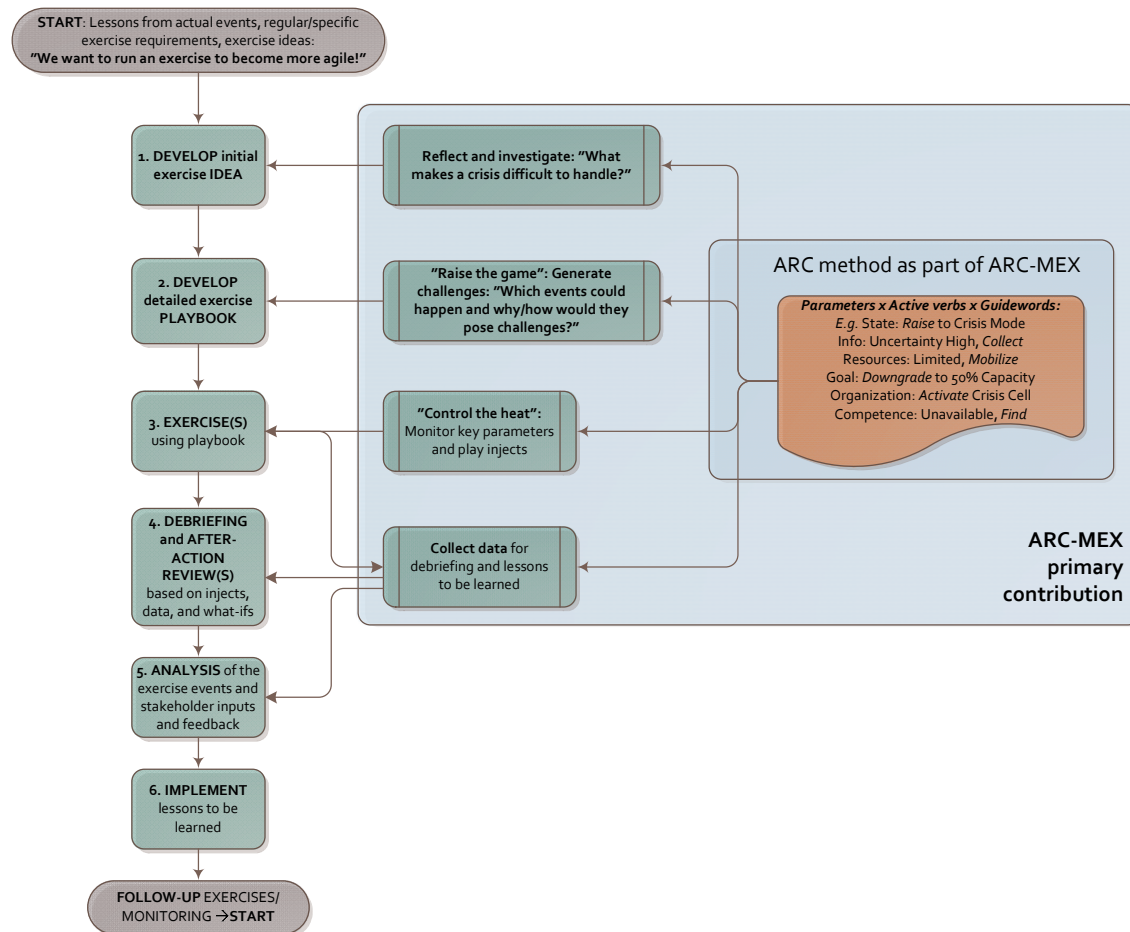 START: Lessons from actual events, regular/specific
exercise requirements, exercise ideas:
"We want to run an exercise to become more agile!"
1. DEVELOP initial
exercise IDEA
Reflect and investigate: "What
makes a crisis difficult to handle?"
2. DEVELOP
detailed exercise
PLAYBOOK
"Raise the game": Generate
challenges: "Which events could
happen and why/how would they
pose challenges?"
ARC method as part of ARC-MEX
Parameters x Active verbs x Guidewords:
E.g. State: Raise to Crisis Mode
Info: Uncertainty High, Collect
Resources: Limited, Mobilize
Goal: Downgrade to 50% Capacity
Organization: Activate Crisis Cell
Competence: Unavailable, Find
3. EXERCISE(S)
using playbook
"Control the heat":
Monitor key parameters
and play injects
4. DEBRIEFING
and AFTER-
ACTION
REVIEW(S)
based on injects,
data, and what-ifs
Collect data for
debriefing and lessons
to be learned
ARC-MEX
primary
contribution
5. ANALYSIS of the
exercise events and
stakeholder inputs
and feedback
6. IMPLEMENT
lessons to be
learned
FOLLOW-UP EXERCISES/
MONITORING →START